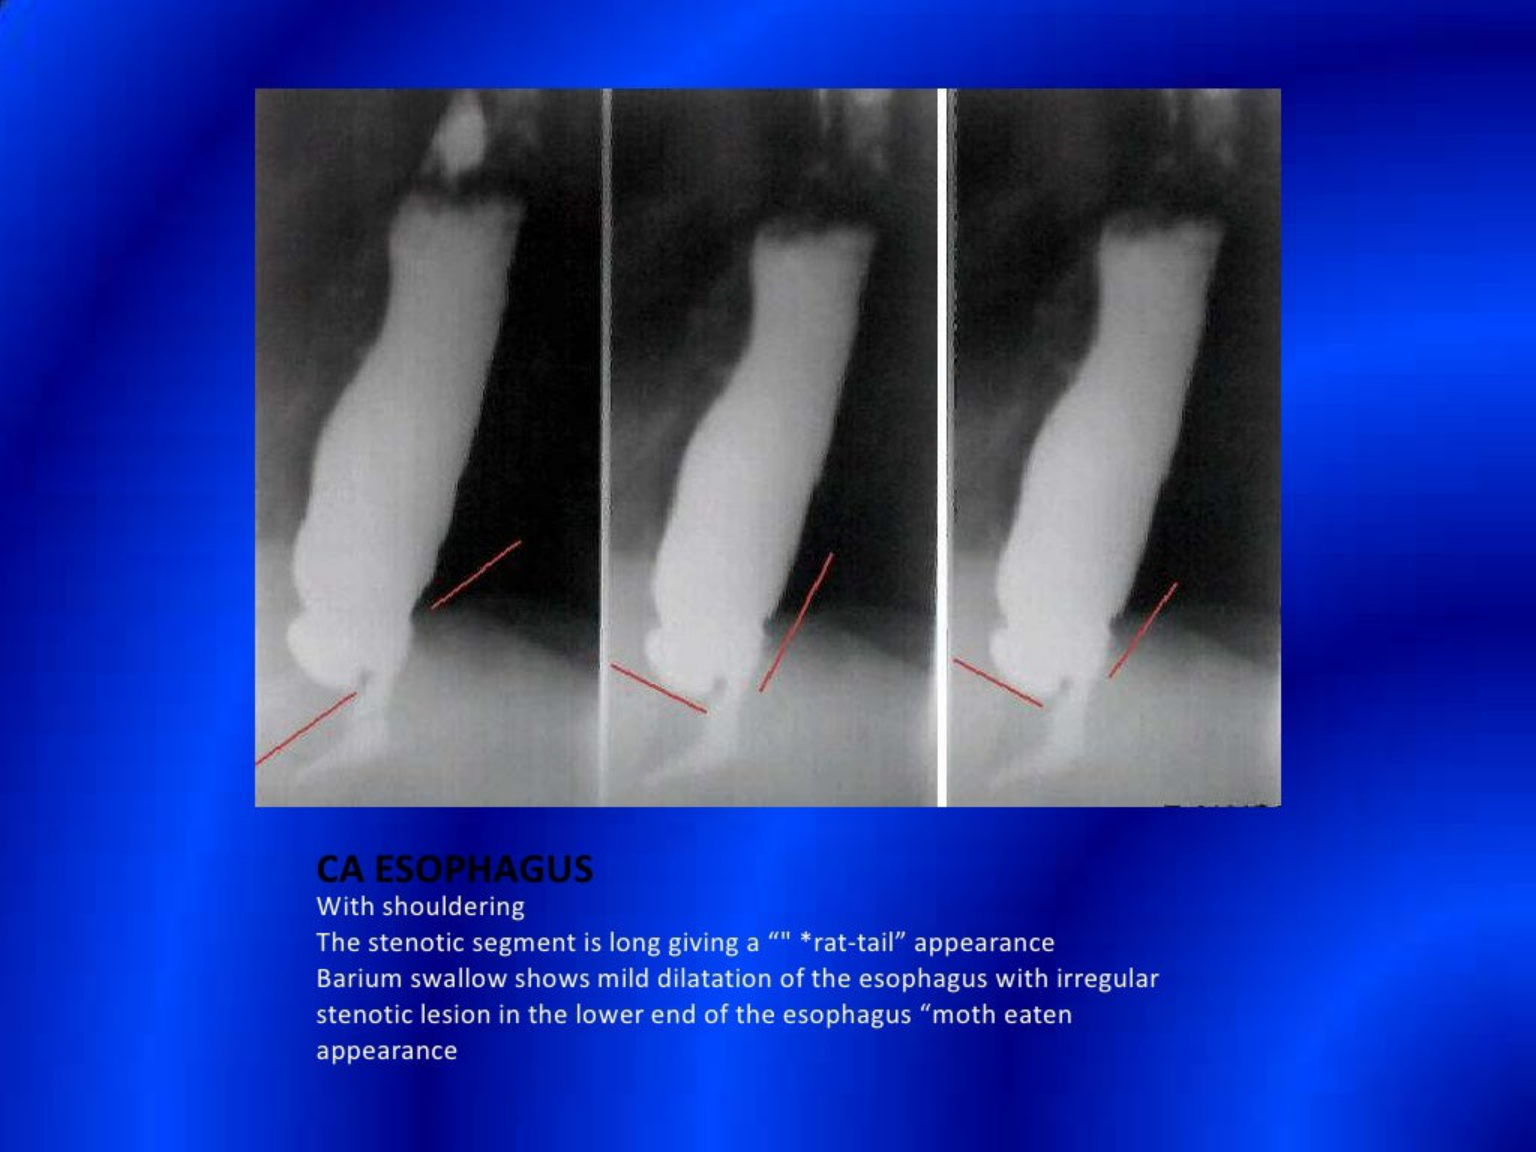 CA ESOPHAGUS
With shouldering
The stenotic segment is long giving a “" *rat-tail” appearance
Barium swallow shows mild dilatation of the esophagus with irregular
stenotic lesion in the lower end of the esophagus “moth eaten
appearance